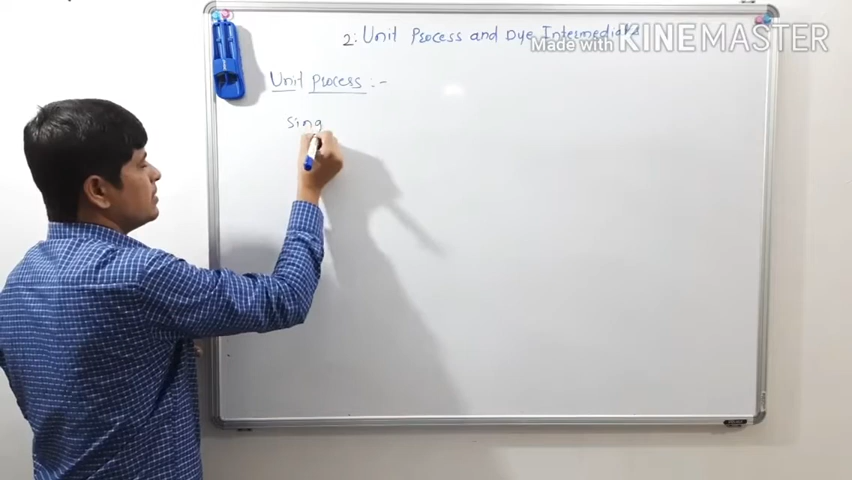 2: Unit Process and Dye Intermediate
Made with KINEMASTER
Unit Process :-
Sing